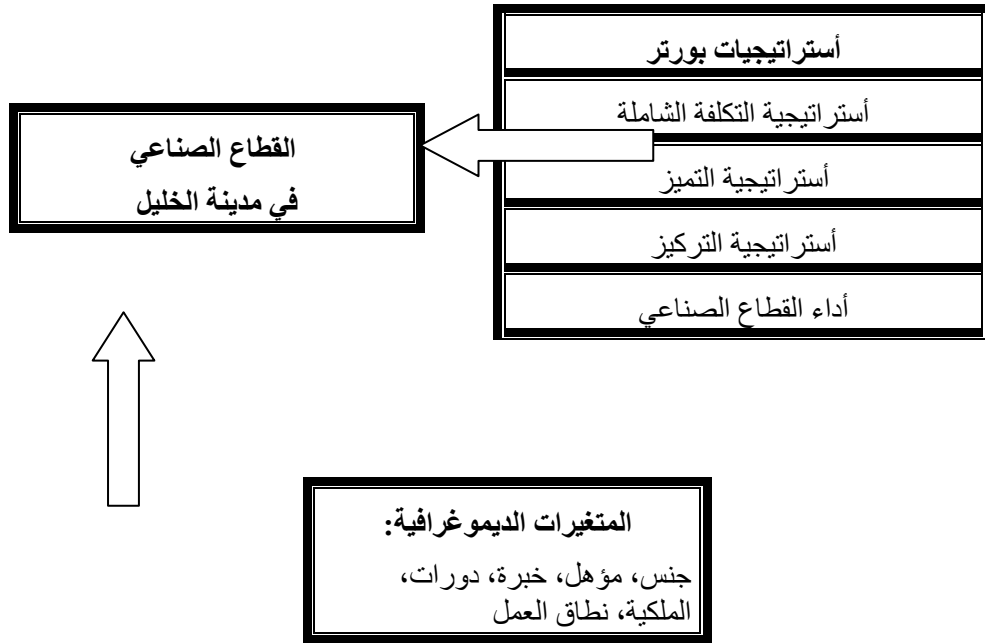 أستراتيجيات بورتر
أستراتيجية التكلفة الشاملة
أستراتيجية التميز
أستراتيجية التركيز
أداء القطاع الصناعي
القطاع الصناعي
في مدينة الخليل
المتغيرات الديموغرافية:
جنس، مؤهل، خبرة، دورات،
الملكية، نطاق العمل